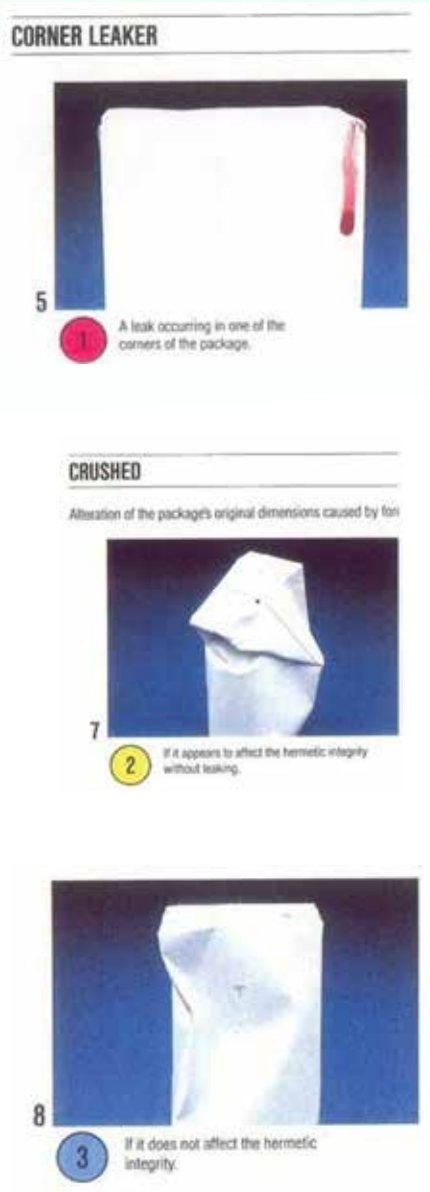 CORNER LEAKER
5
1
A leak occurring in one of the
corners of the package.
CRUSHED
Alteration of the package's original dimensions caused by for
7
2
If it appears to affect the hermetic integrity
without leaking.
8
3
If it does not affect the hermetic
integrity.